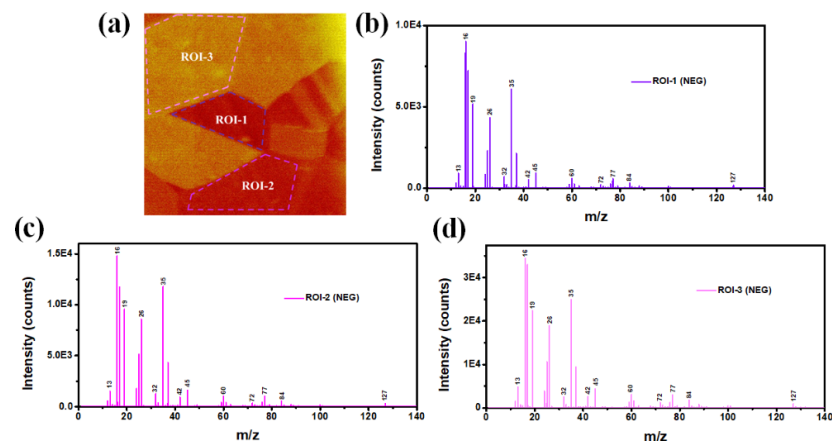 (a)
ROI-3
ROI-1
ROI-2
(b)
Intensity (counts)
1.0E4
5.0E3
0.0
0 20 40 60 80 100 120 140
m/z
13
16
19
26
32
35
42
45
60
72
77
84
127
ROI-1 (NEG)
(c)
Intensity (counts)
1.5E4
1.0E4
5.0E3
0.0
0 20 40 60 80 100 120 140
m/z
13
16
19
26
32
35
42
45
60
72
77
84
127
ROI-2 (NEG)
(d)
Intensity (counts)
3E4
2E4
1E4
0.0
0 20 40 60 80 100 120 140
m/z
13
16
19
26
32
35
42
45
60
72
77
84
127
ROI-3 (NEG)